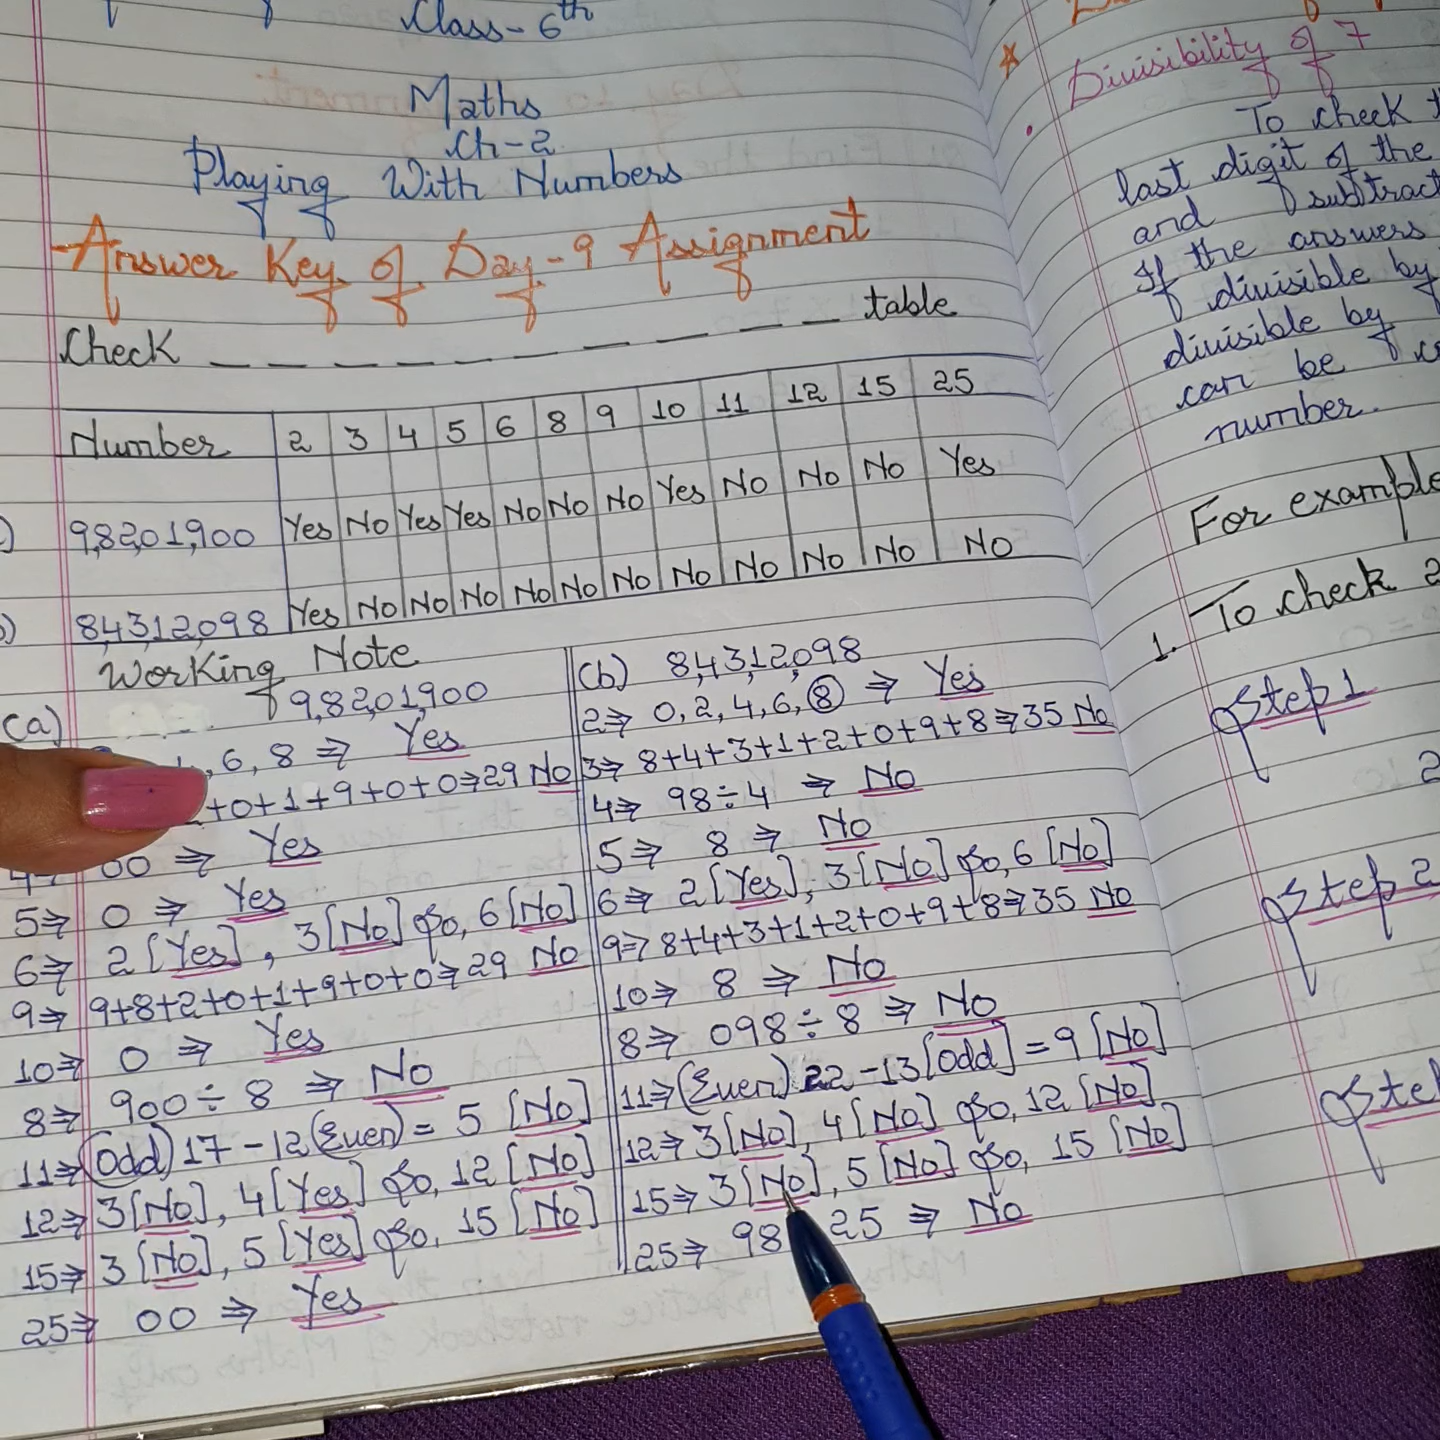 Class-6th
Maths
Ch-2
Playing With Numbers
Answer Key of Day-9 Assignment
Check _ _ _ _ _ _ _ _ _ _ _ table
Number 2 3 4 5 6 8 9 10 11 12 15 25
9,82,01,900 Yes No Yes Yes No No No Yes No No No Yes
8,43,12,098 Yes No No No No No No No No No No No
Working Note
(a) 9,82,01,900
, 6, 8 ⇒ Yes
+0+1+9+0+0⇒29 No
4⇒ 00 ⇒ Yes
5⇒ 0 ⇒ Yes
6⇒ 2 [Yes], 3[No] So, 6[No]
9⇒ 9+8+2+0+1+9+0+0⇒29 No
10⇒ 0 ⇒ Yes
8⇒ 900÷8 ⇒ No
11⇒(Odd)17-12(Even)= 5 [No]
12⇒3[No], 4[Yes] So, 12[No]
15⇒3[No], 5[Yes] So, 15[No]
25⇒ 00 ⇒ Yes
(b) 8,43,12,098
2⇒ 0,2,4,6,8 ⇒ Yes
3⇒ 8+4+3+1+2+0+9+8⇒35 No
4⇒ 98÷4 ⇒ No
5⇒ 8 ⇒ No
6⇒ 2[Yes], 3[No] So, 6[No]
9⇒ 8+4+3+1+2+0+9+8⇒35 No
10⇒ 8 ⇒ No
8⇒ 098÷8 ⇒ No
11⇒(Even) 22-13[Odd]=9[No]
12⇒3[No], 4[No] So, 12[No]
15⇒3[No], 5[No] So, 15[No]
25⇒ 98 25 ⇒ No
Divisibility of 7
To check
last digit of the
and subtract
If the answers
divisible by
divisible by
can be
number.
For example
1. To check 2
Step 1
2
Step 2